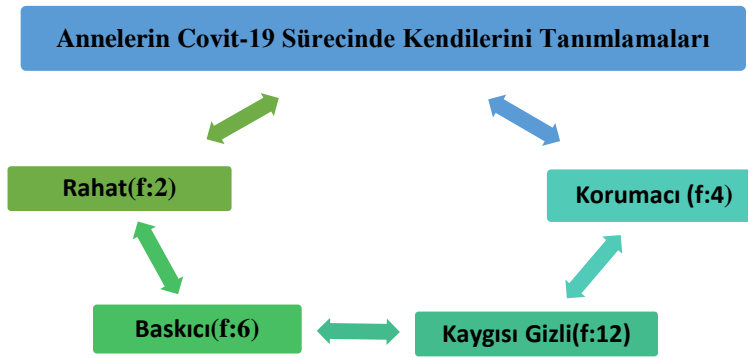 Annelerin Covit-19 Sürecinde Kendilerini Tanımlamaları
Rahat(f:2)
Korumacı (f:4)
Baskıcı(f:6)
Kaygısı Gizli(f:12)